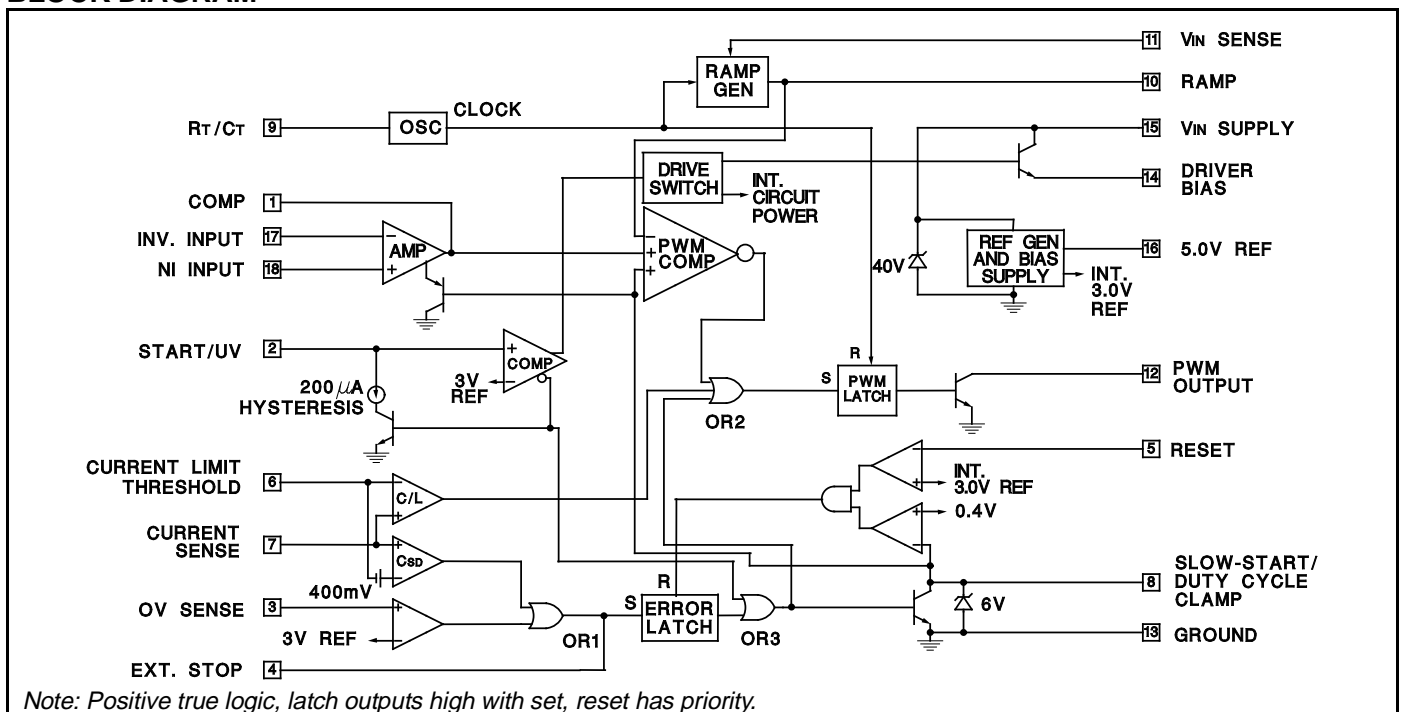 11 VIN SENSE
RAMP
GEN
10 RAMP
CLOCK
RT/CT 9
OSC
15 VIN SUPPLY
DRIVE
SWITCH
INT.
CIRCUIT
POWER
14 DRIVER
BIAS
COMP 1
INV. INPUT 17
NI INPUT 18
-
AMP
+
-
+ PWM
COMP
+
40V
REF GEN
AND BIAS
SUPPLY
16 5.0V REF
INT.
3.0V
REF
START/UV 2
+
COMP
-
3V
REF
200 μA
HYSTERESIS
R
S
PWM
LATCH
12 PWM
OUTPUT
OR2
5 RESET
-
+
INT.
3.0V REF
+
0.4V
-
CURRENT LIMIT
THRESHOLD 6
-
C/L
+
CURRENT
SENSE 7
+
CSD
-
400mV
OV SENSE 3
+
-
3V REF
OR1
R
S
ERROR
LATCH
OR3
6V
8 SLOW-START/
DUTY CYCLE
CLAMP
13 GROUND
EXT. STOP 4
Note: Positive true logic, latch outputs high with set, reset has priority.